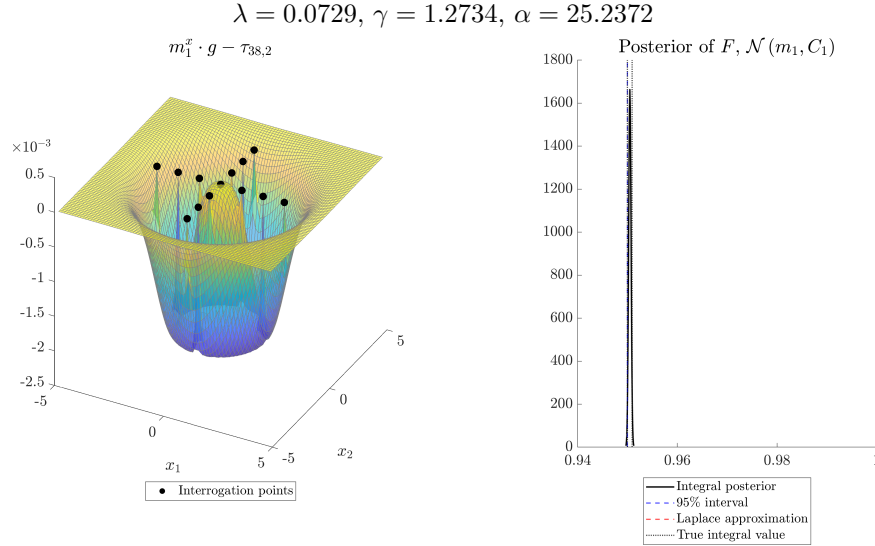 λ = 0.0729, γ = 1.2734, α = 25.2372
m₁ˣ · g − τ₃₈,₂
×10⁻³
0.5
0
-0.5
-1
-1.5
-2
-2.5
-5
0
5
x₁
-5
0
5
x₂
Interrogation points
Posterior of F, 𝒩(m₁, C₁)
1800
1600
1400
1200
1000
800
600
400
200
0
0.94 0.96 0.98
Integral posterior
95% interval
Laplace approximation
True integral value